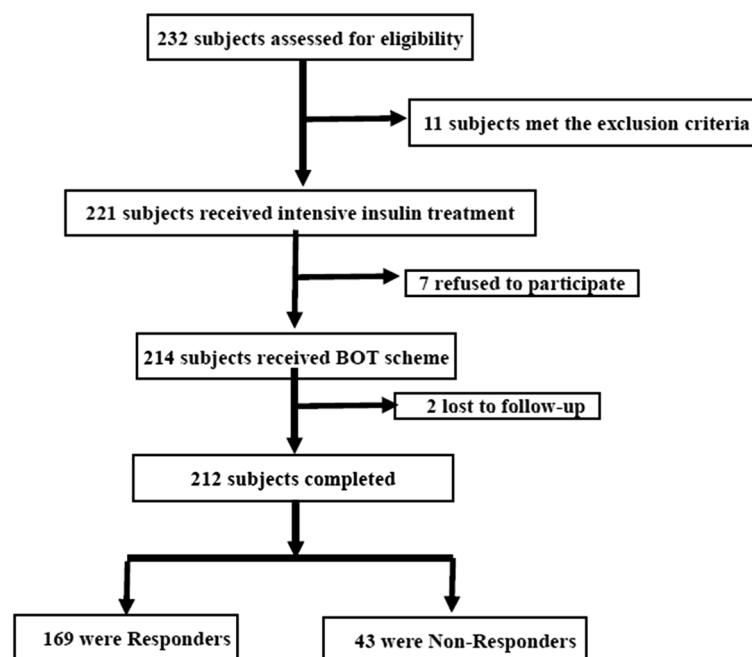 232 subjects assessed for eligibility
11 subjects met the exclusion criteria
221 subjects received intensive insulin treatment
7 refused to participate
214 subjects received BOT scheme
2 lost to follow-up
212 subjects completed
169 were Responders
43 were Non-Responders